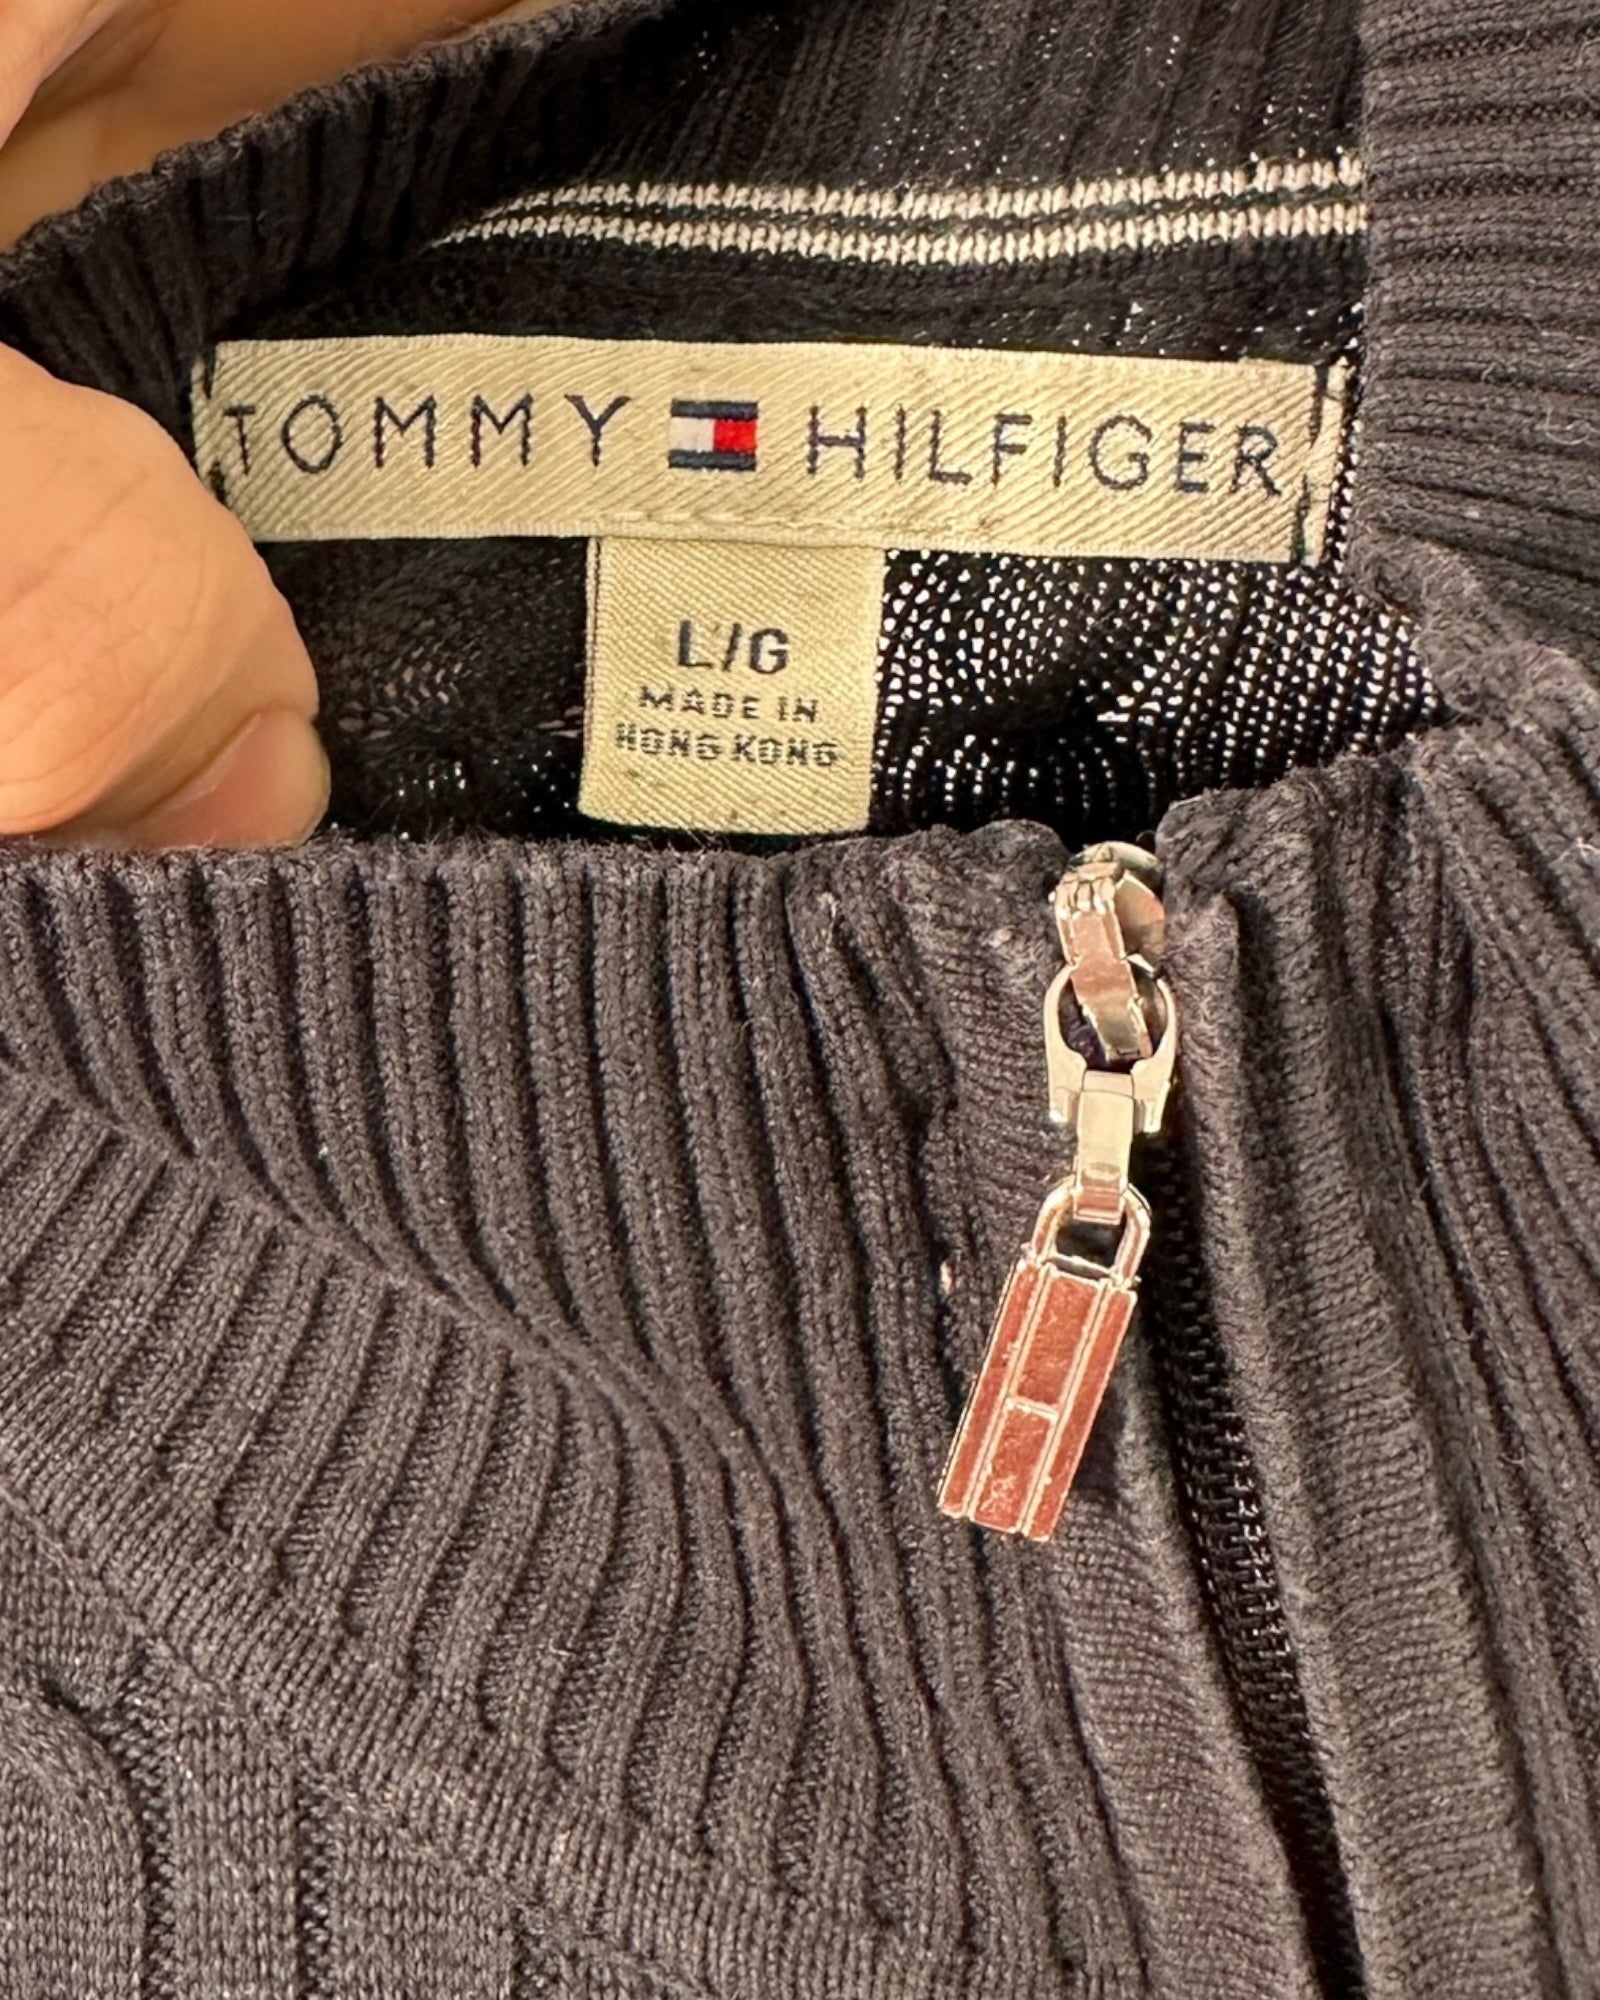 TOMMY HILFIGER
L/G
MADE IN
HONG KONG